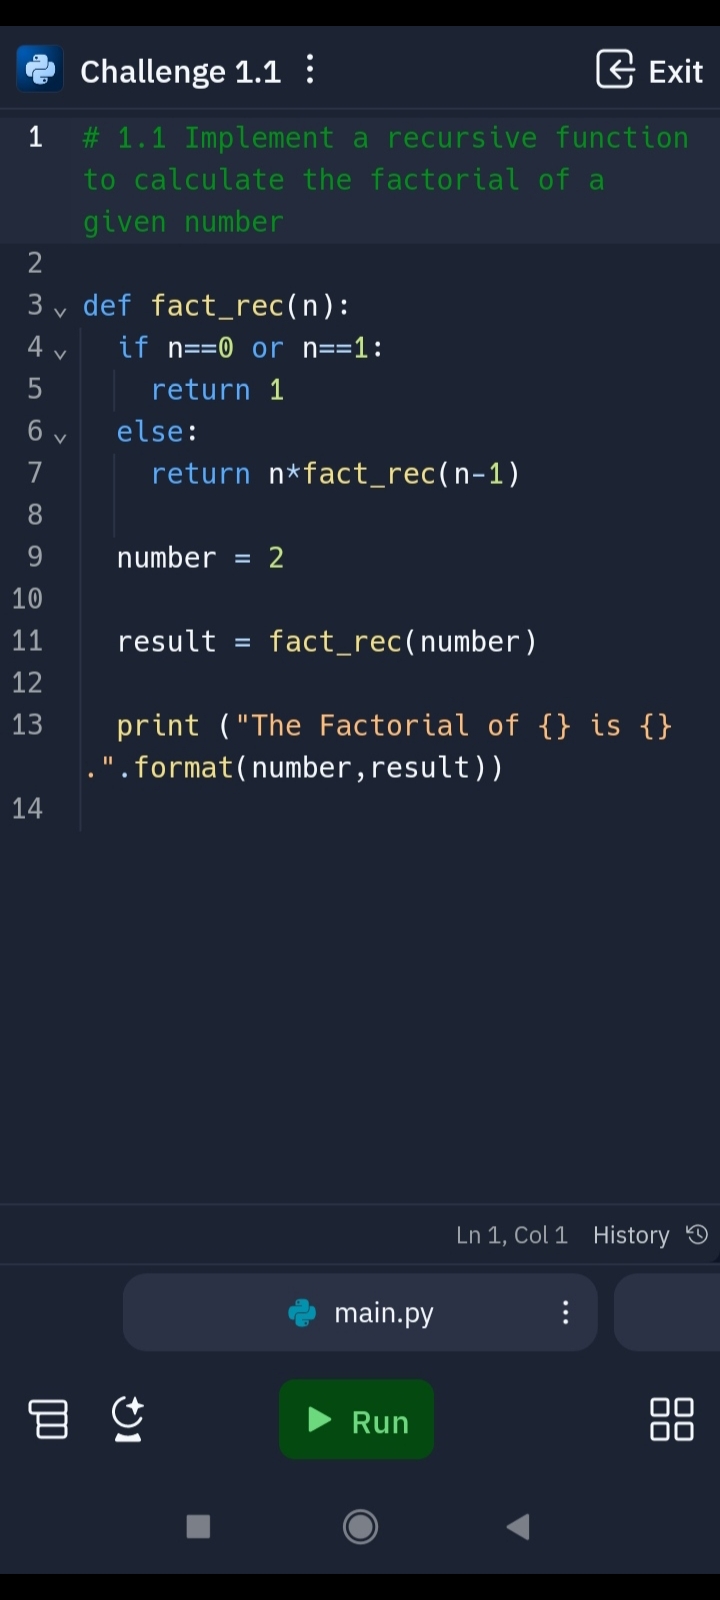 Challenge 1.1
Exit
1 # 1.1 Implement a recursive function
to calculate the factorial of a
given number
2
3 def fact_rec(n):
4 if n==0 or n==1:
5 return 1
6 else:
7 return n*fact_rec(n-1)
8
9 number = 2
10
11 result = fact_rec(number)
12
13 print ("The Factorial of {} is {}
.".format(number,result))
14
Ln 1, Col 1 History
main.py
Run